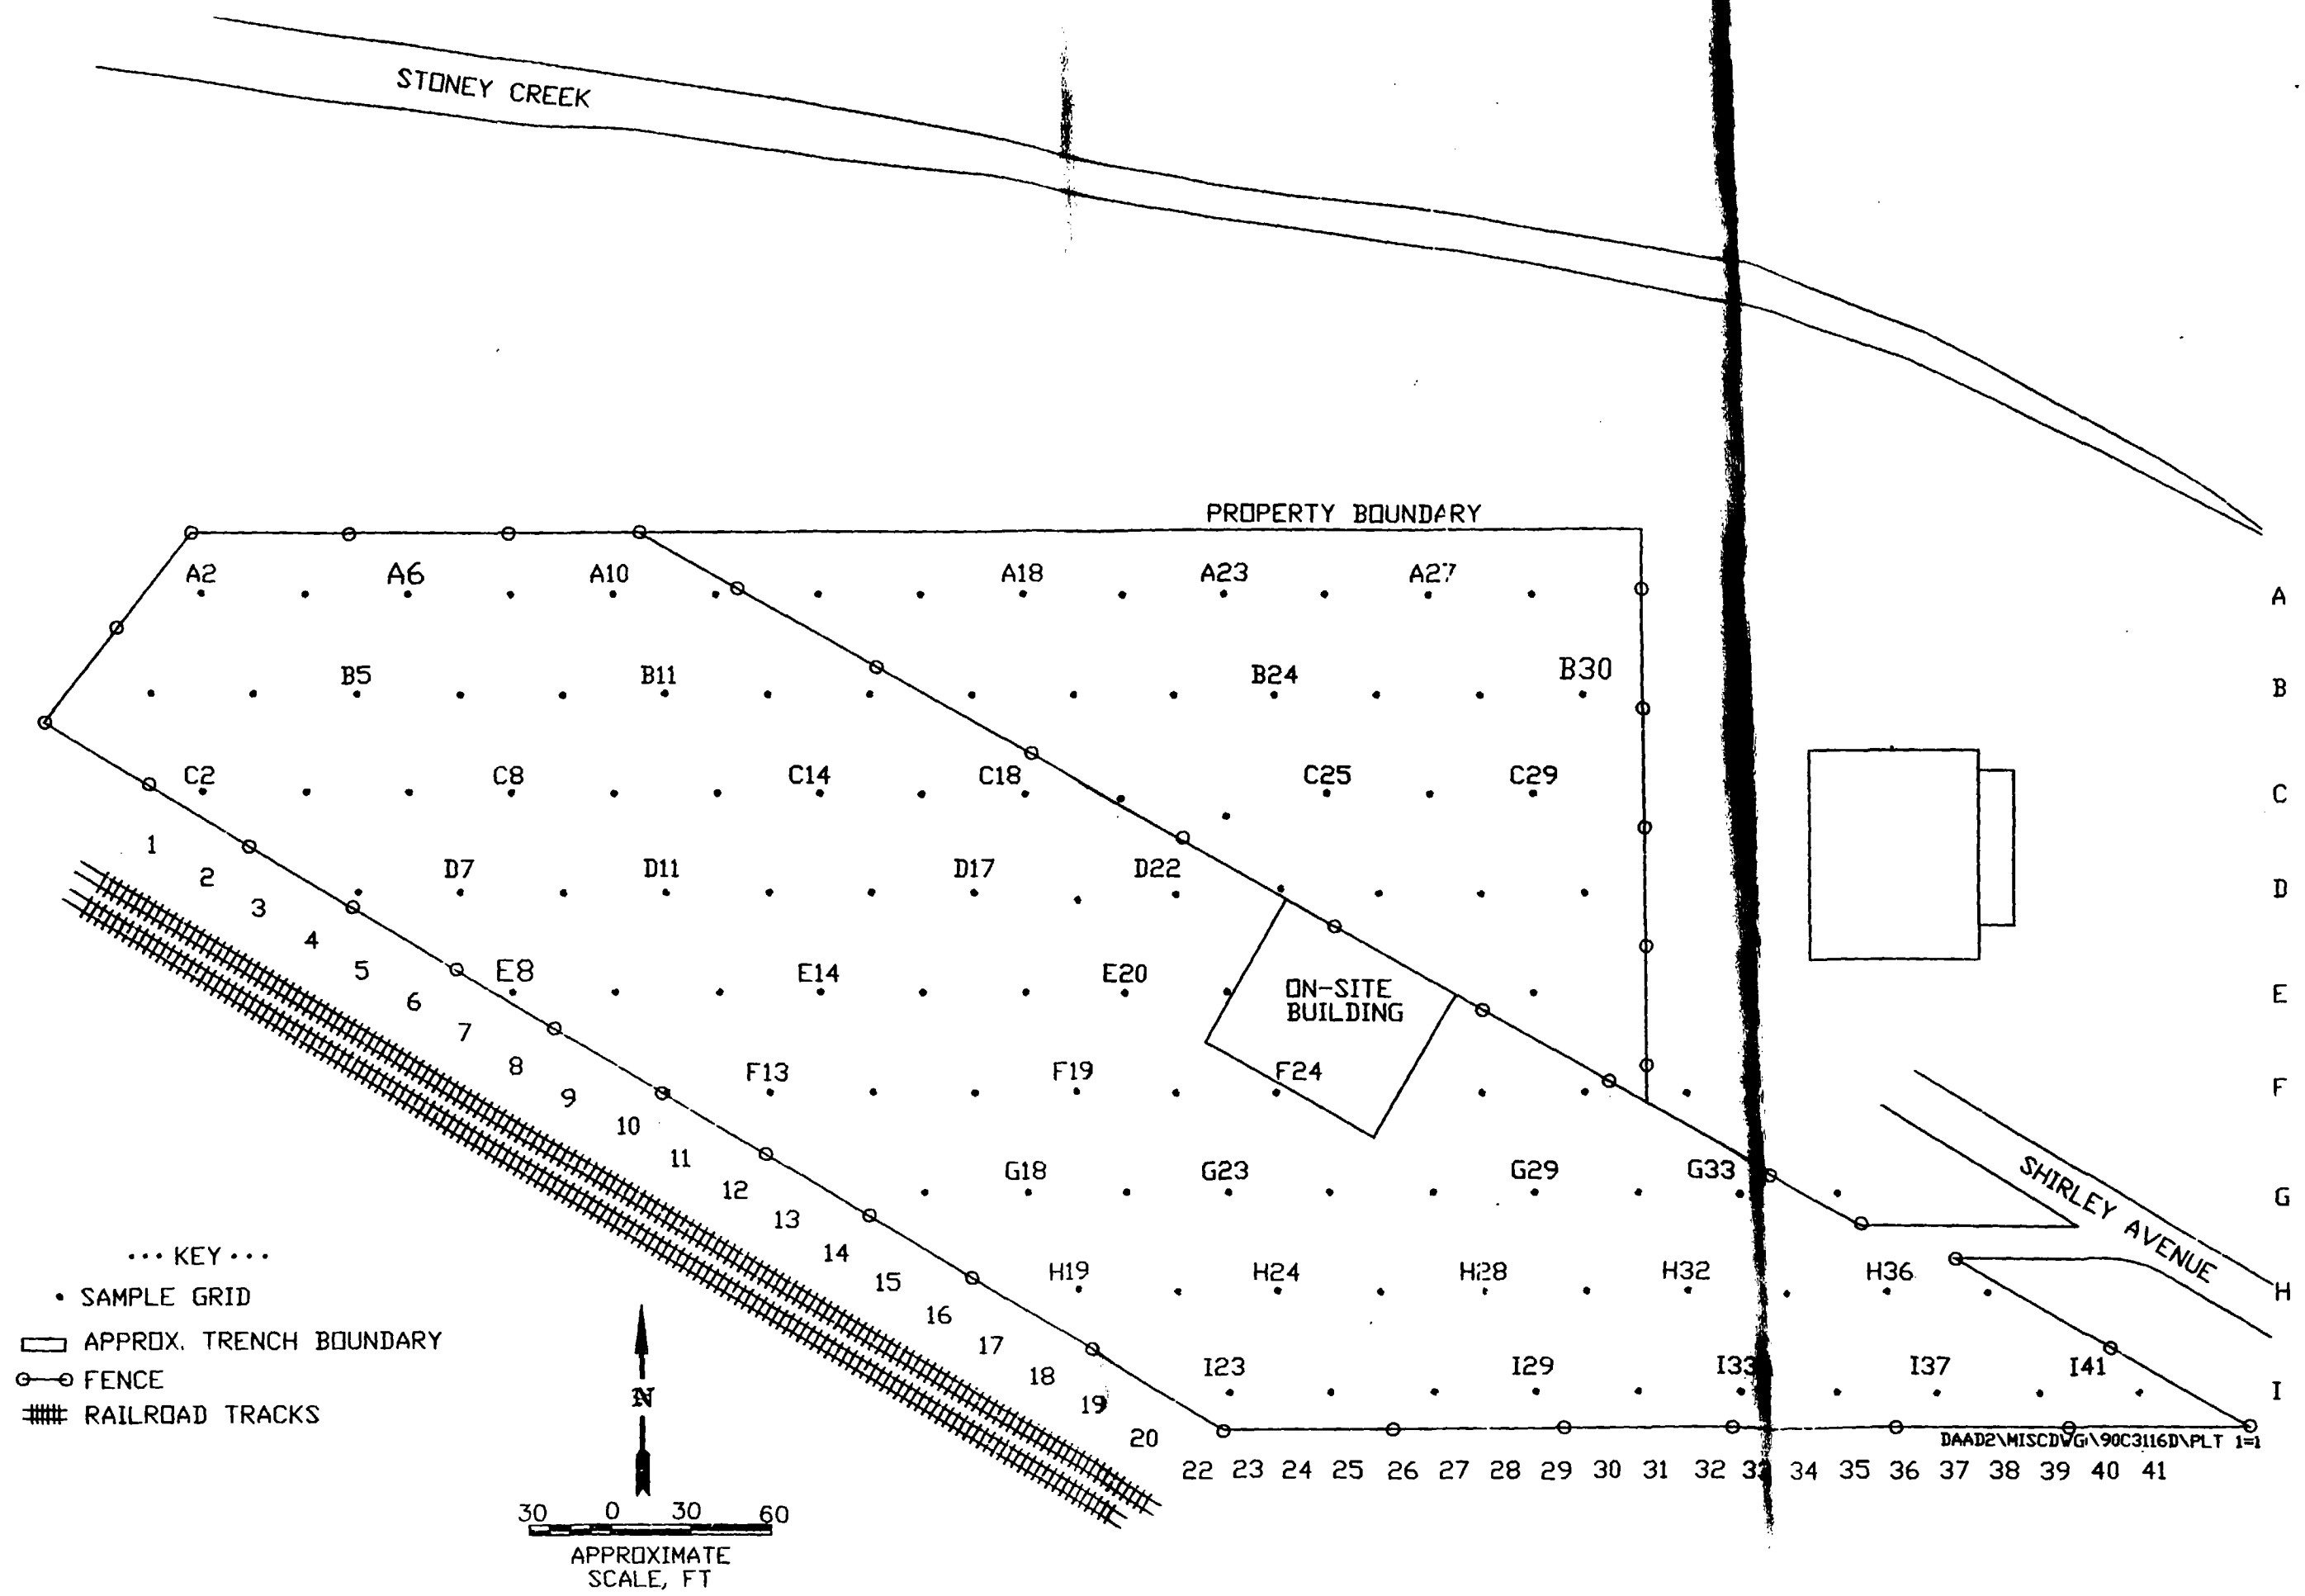 STONEY CREEK
PROPERTY BOUNDARY
A2 A6 A10 A18 A23 A27
A
B5 B11 B24 B30
B
C2 C8 C14 C18 C25 C29
C
D7 D11 D17 D22
D
E8 E14 E20
E
ON-SITE
BUILDING
F13 F19 F24
F
G18 G23 G29 G33
G
SHIRLEY AVENUE
H19 H24 H28 H32 H36
H
I23 I29 I33 I37 I41
I
1
2
3
4
5
6
7
8
9
10
11
12
13
14
15
16
17
18
19
20
22 23 24 25 26 27 28 29 30 31 32 33 34 35 36 37 38 39 40 41
DAAD2\MISCDWG\90C3116D\PLT 1=1
··· KEY ···
SAMPLE GRID
APPROX. TRENCH BOUNDARY
FENCE
RAILROAD TRACKS
N
30 0 30 60
APPROXIMATE
SCALE, FT